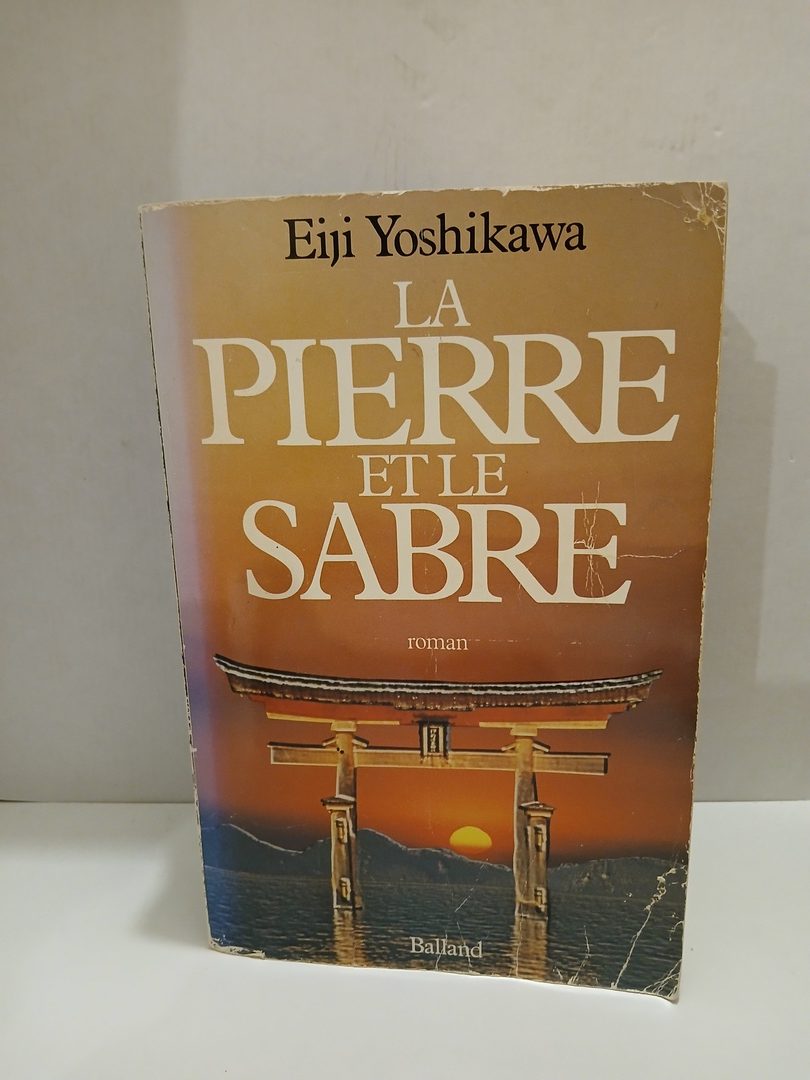 Eiji Yoshikawa
LA
PIERRE
ET LE
SABRE
roman
Balland